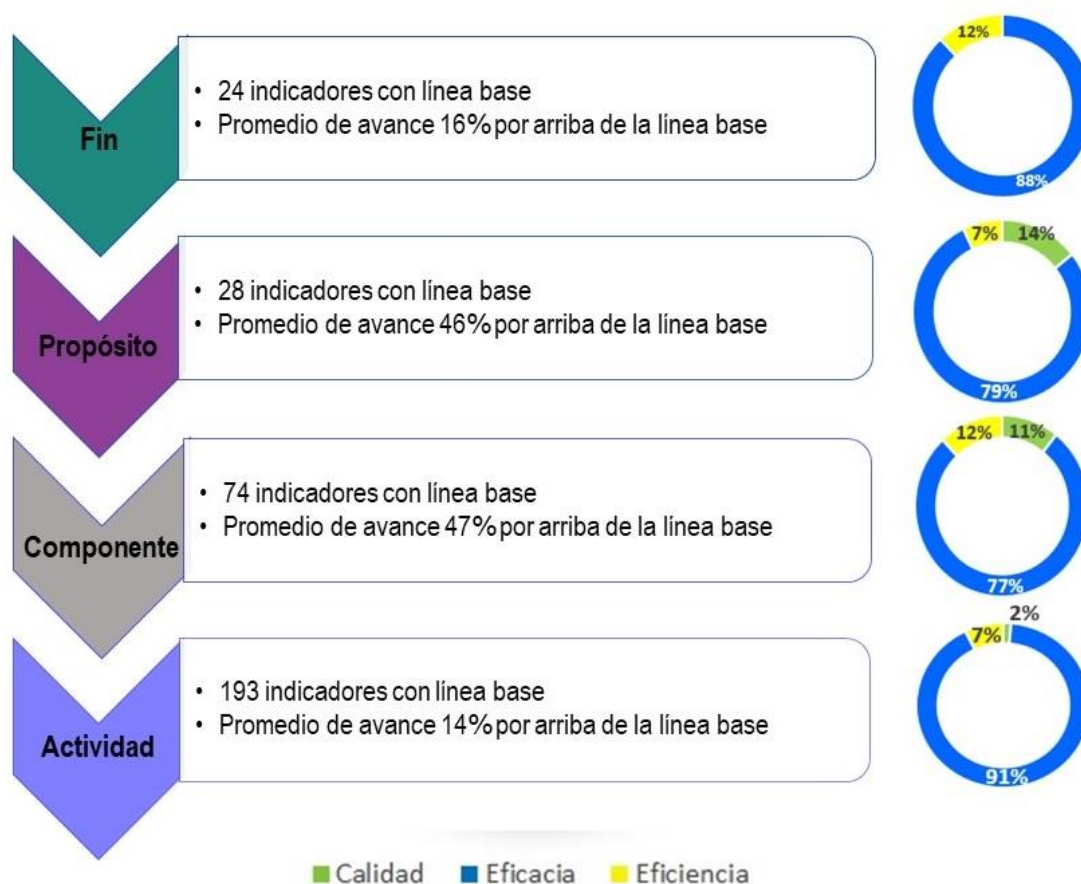 12%
• 24 indicadores con línea base
• Promedio de avance 16% por arriba de la línea base
Fin
88%
7% 14%
• 28 indicadores con línea base
• Promedio de avance 46% por arriba de la línea base
Propósito
79%
12% 11%
• 74 indicadores con línea base
• Promedio de avance 47% por arriba de la línea base
Componente
77%
2%
7%
• 193 indicadores con línea base
• Promedio de avance 14% por arriba de la línea base
Actividad
91%
Calidad Eficacia Eficiencia